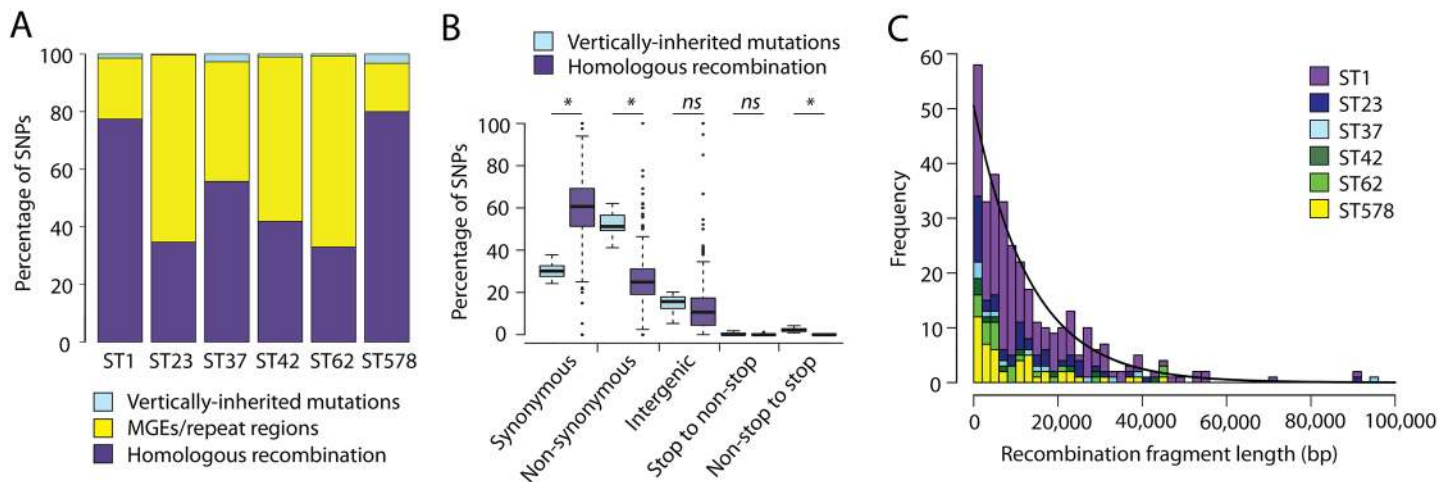 A
Percentage of SNPs
100
80
60
40
20
0
ST1 ST23 ST37 ST42 ST62 ST578
Vertically-inherited mutations
MGEs/repeat regions
Homologous recombination
B
Vertically-inherited mutations
Homologous recombination
* * ns ns *
Percentage of SNPs
100
80
60
40
20
0
Synonymous
Non-synonymous
Intergenic
Stop to non-stop
Non-stop to stop
C
Frequency
60
50
40
30
20
10
0
ST1
ST23
ST37
ST42
ST62
ST578
0 20,000 40,000 60,000 80,000 100,000
Recombination fragment length (bp)